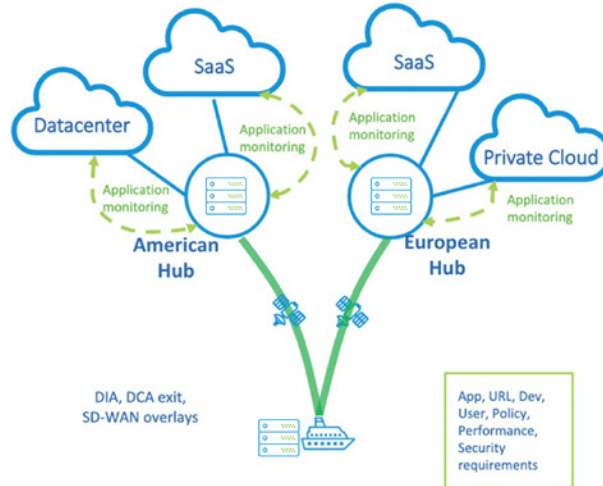 SaaS
SaaS
Datacenter
Application
monitoring
Application
monitoring
Private Cloud
Application
monitoring
Application
monitoring
American
Hub
European
Hub
DIA, DCA exit,
SD-WAN overlays
App, URL, Dev,
User, Policy,
Performance,
Security
requirements